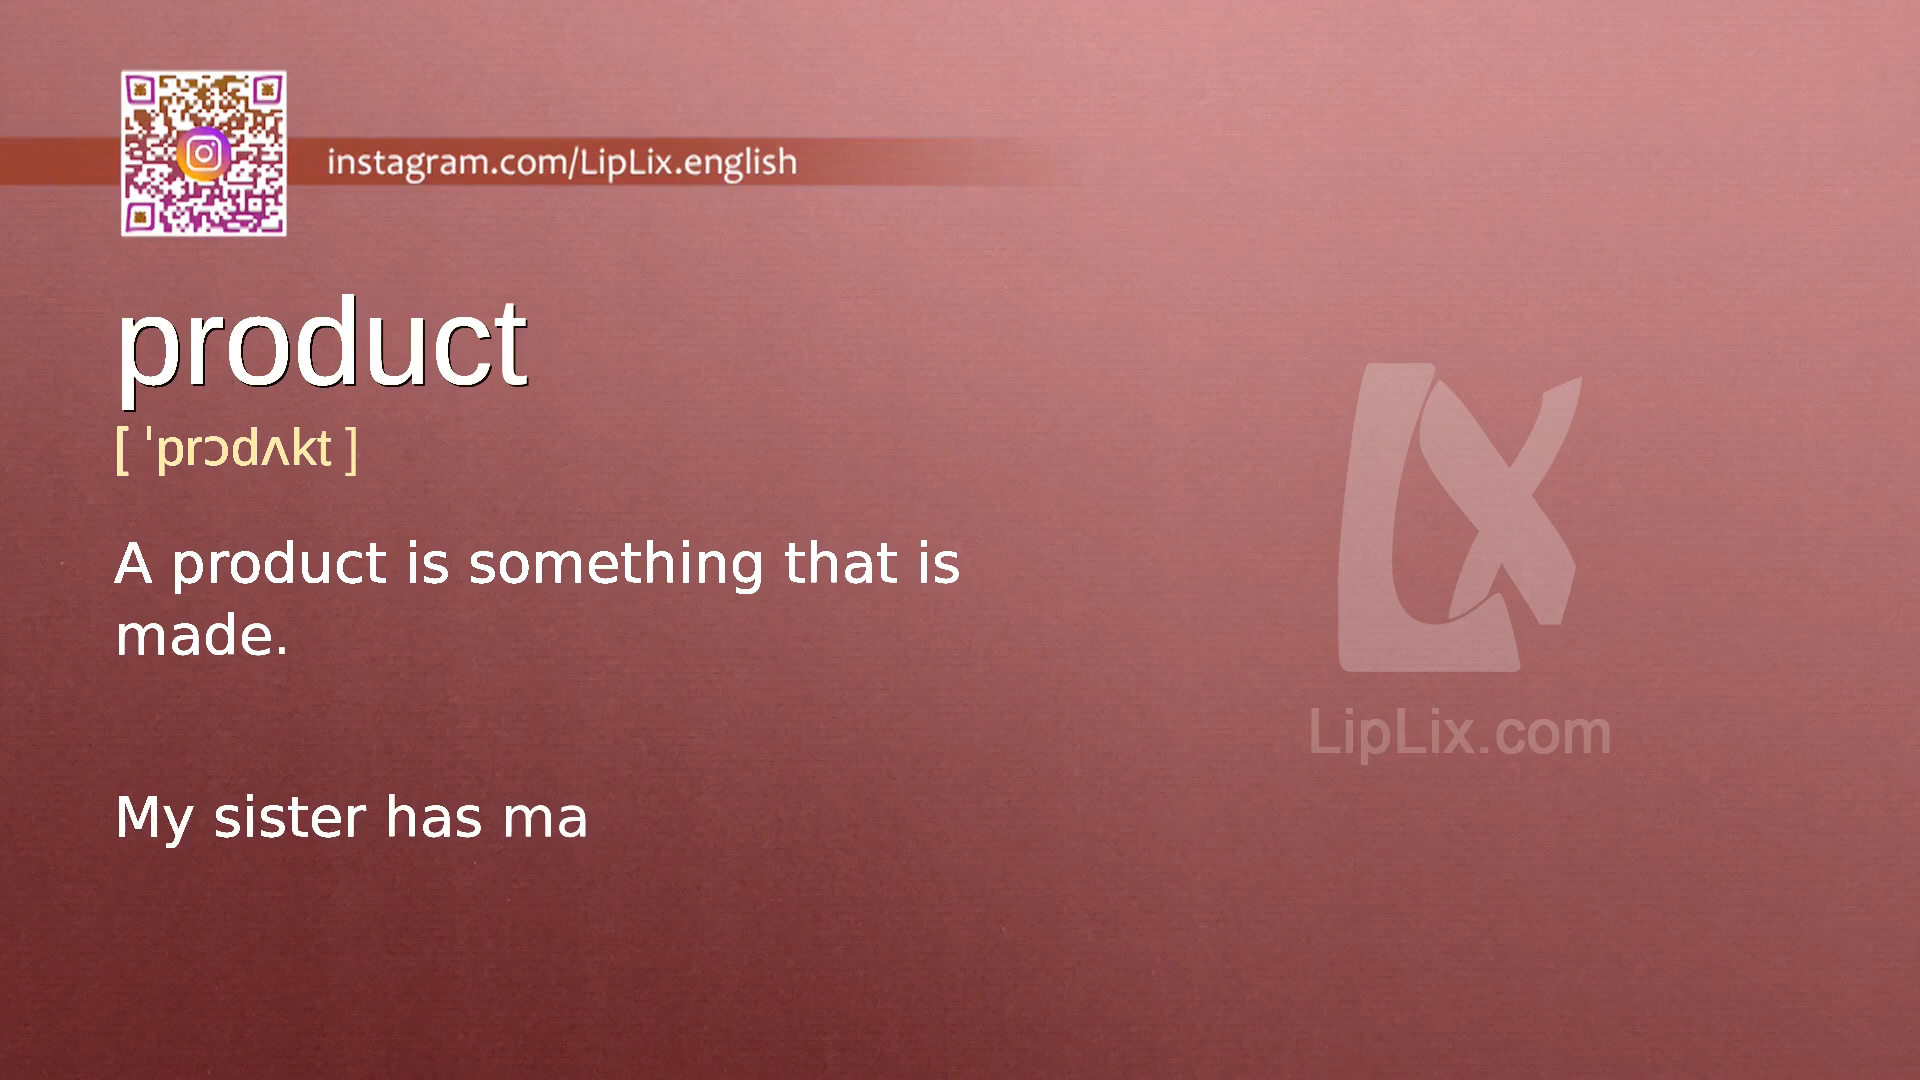 instagram.com/LipLix.english
product
[ ˈprɔdʌkt ]
A product is something that is
made.
My sister has ma
LipLix.com